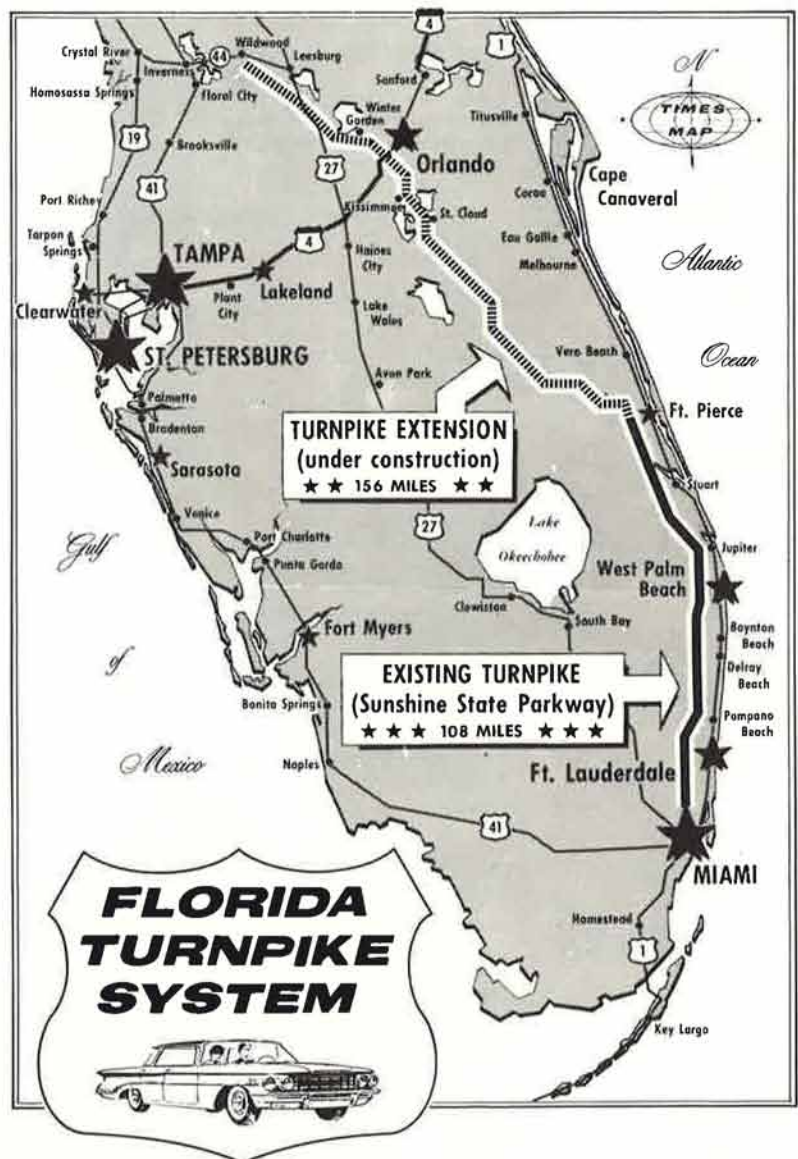 4
1
Crystal River
44
Wildwood
Inverness
Leesburg
Homosassa Springs
Floral City
Sanford
N
TIMES
MAP
Winter
Garden
Titusville
19
Brooksville
Orlando
27
41
Cape
Canaveral
Cocoa
Port Richey
Kissimmee
St. Cloud
Tarpon
Springs
TAMPA
4
Haines
City
Eau Gallie
Melbourne
Atlantic
Lakeland
Plant
City
Clearwater
Lake
Wales
ST. PETERSBURG
Vero Beach
Ocean
Avon Park
Palmetto
Bradenton
Ft. Pierce
TURNPIKE EXTENSION
(under construction)
★ ★ 156 MILES ★ ★
Sarasota
Stuart
Venice
27
Lake
Okeechobee
Gulf
Port Charlotte
Punta Gorda
Jupiter
West Palm
Beach
Clewiston
South Bay
Fort Myers
Boynton
Beach
of
Delray
Beach
EXISTING TURNPIKE
(Sunshine State Parkway)
★ ★ ★ 108 MILES ★ ★ ★
Bonita Springs
Pompano
Beach
Mexico
Naples
Ft. Lauderdale
41
MIAMI
FLORIDA
TURNPIKE
SYSTEM
Homestead
1
Key Largo